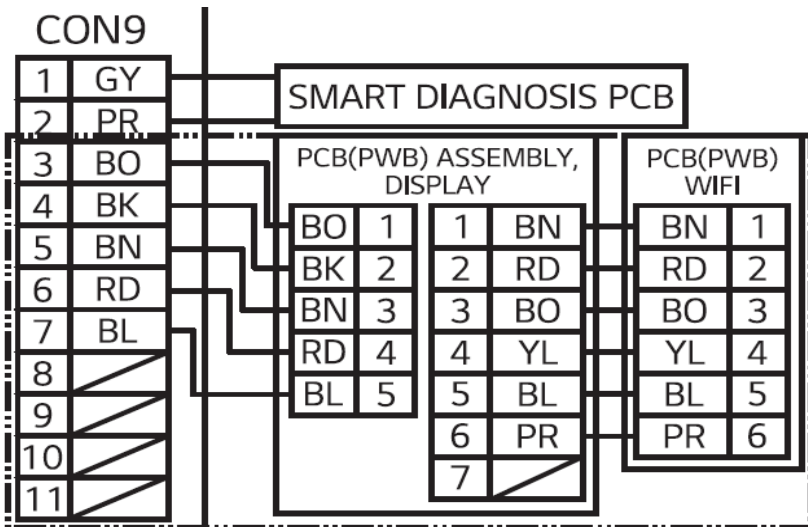 CON9
1 GY
2 PR
3 BO
4 BK
5 BN
6 RD
7 BL
8
9
10
11
SMART DIAGNOSIS PCB
PCB(PWB) ASSEMBLY,
DISPLAY
BO 1
BK 2
BN 3
RD 4
BL 5
1 BN
2 RD
3 BO
4 YL
5 BL
6 PR
7
PCB(PWB)
WIFI
BN 1
RD 2
BO 3
YL 4
BL 5
PR 6